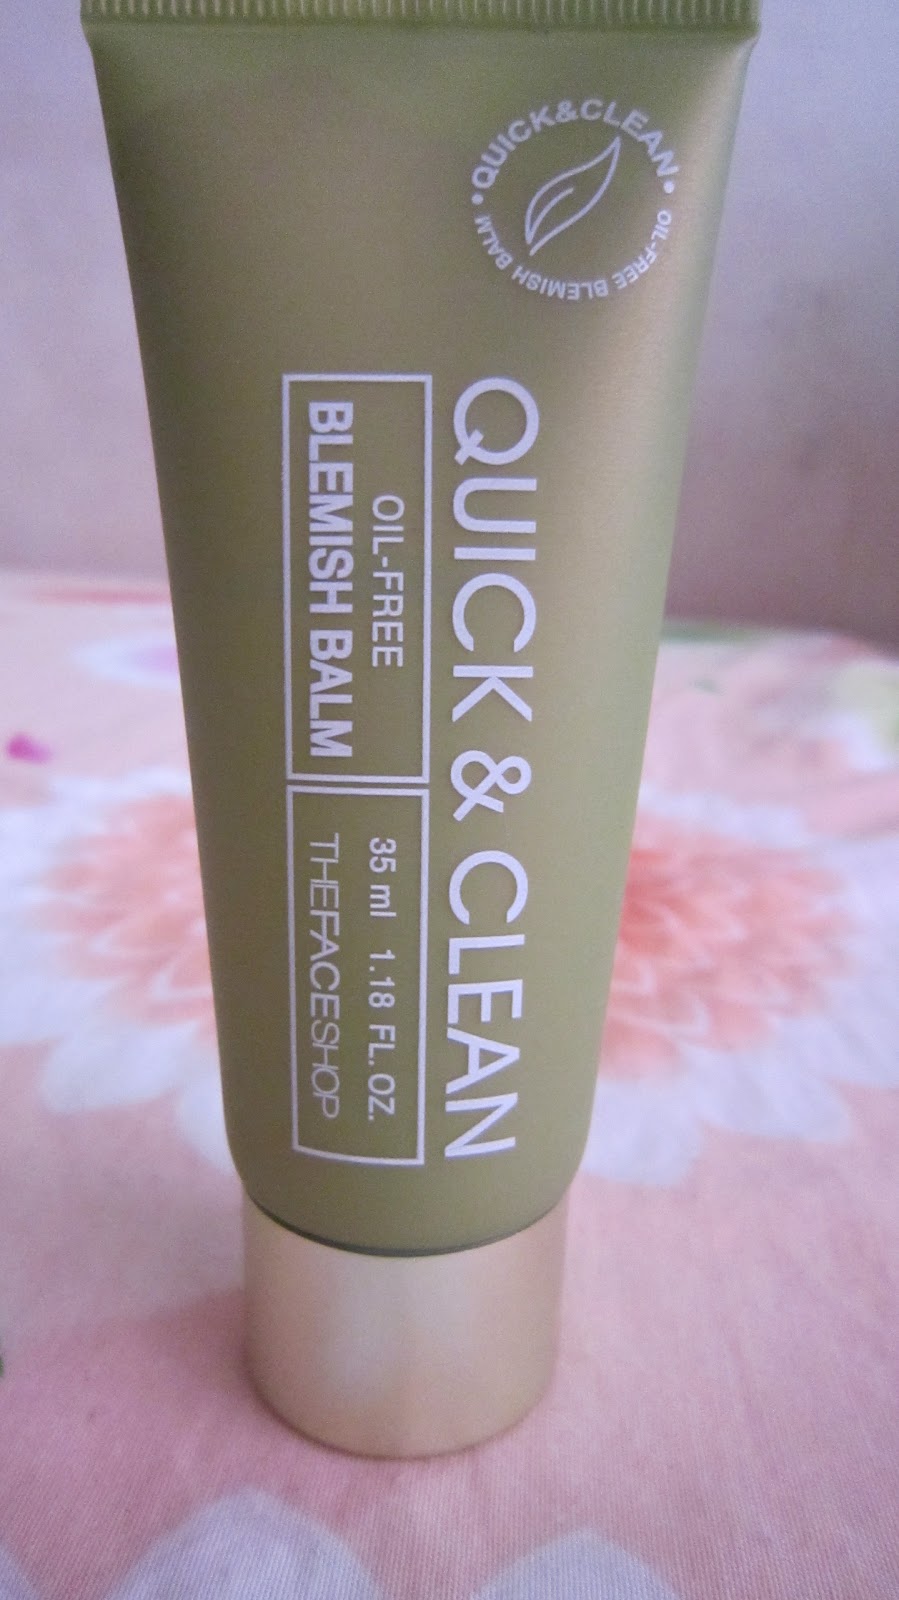 QUICK&CLEAN
• OIL-FREE BLEMISH BALM •
QUICK & CLEAN
OIL-FREE
BLEMISH BALM
35 ml 1.18 FL.OZ.
THEFACESHOP